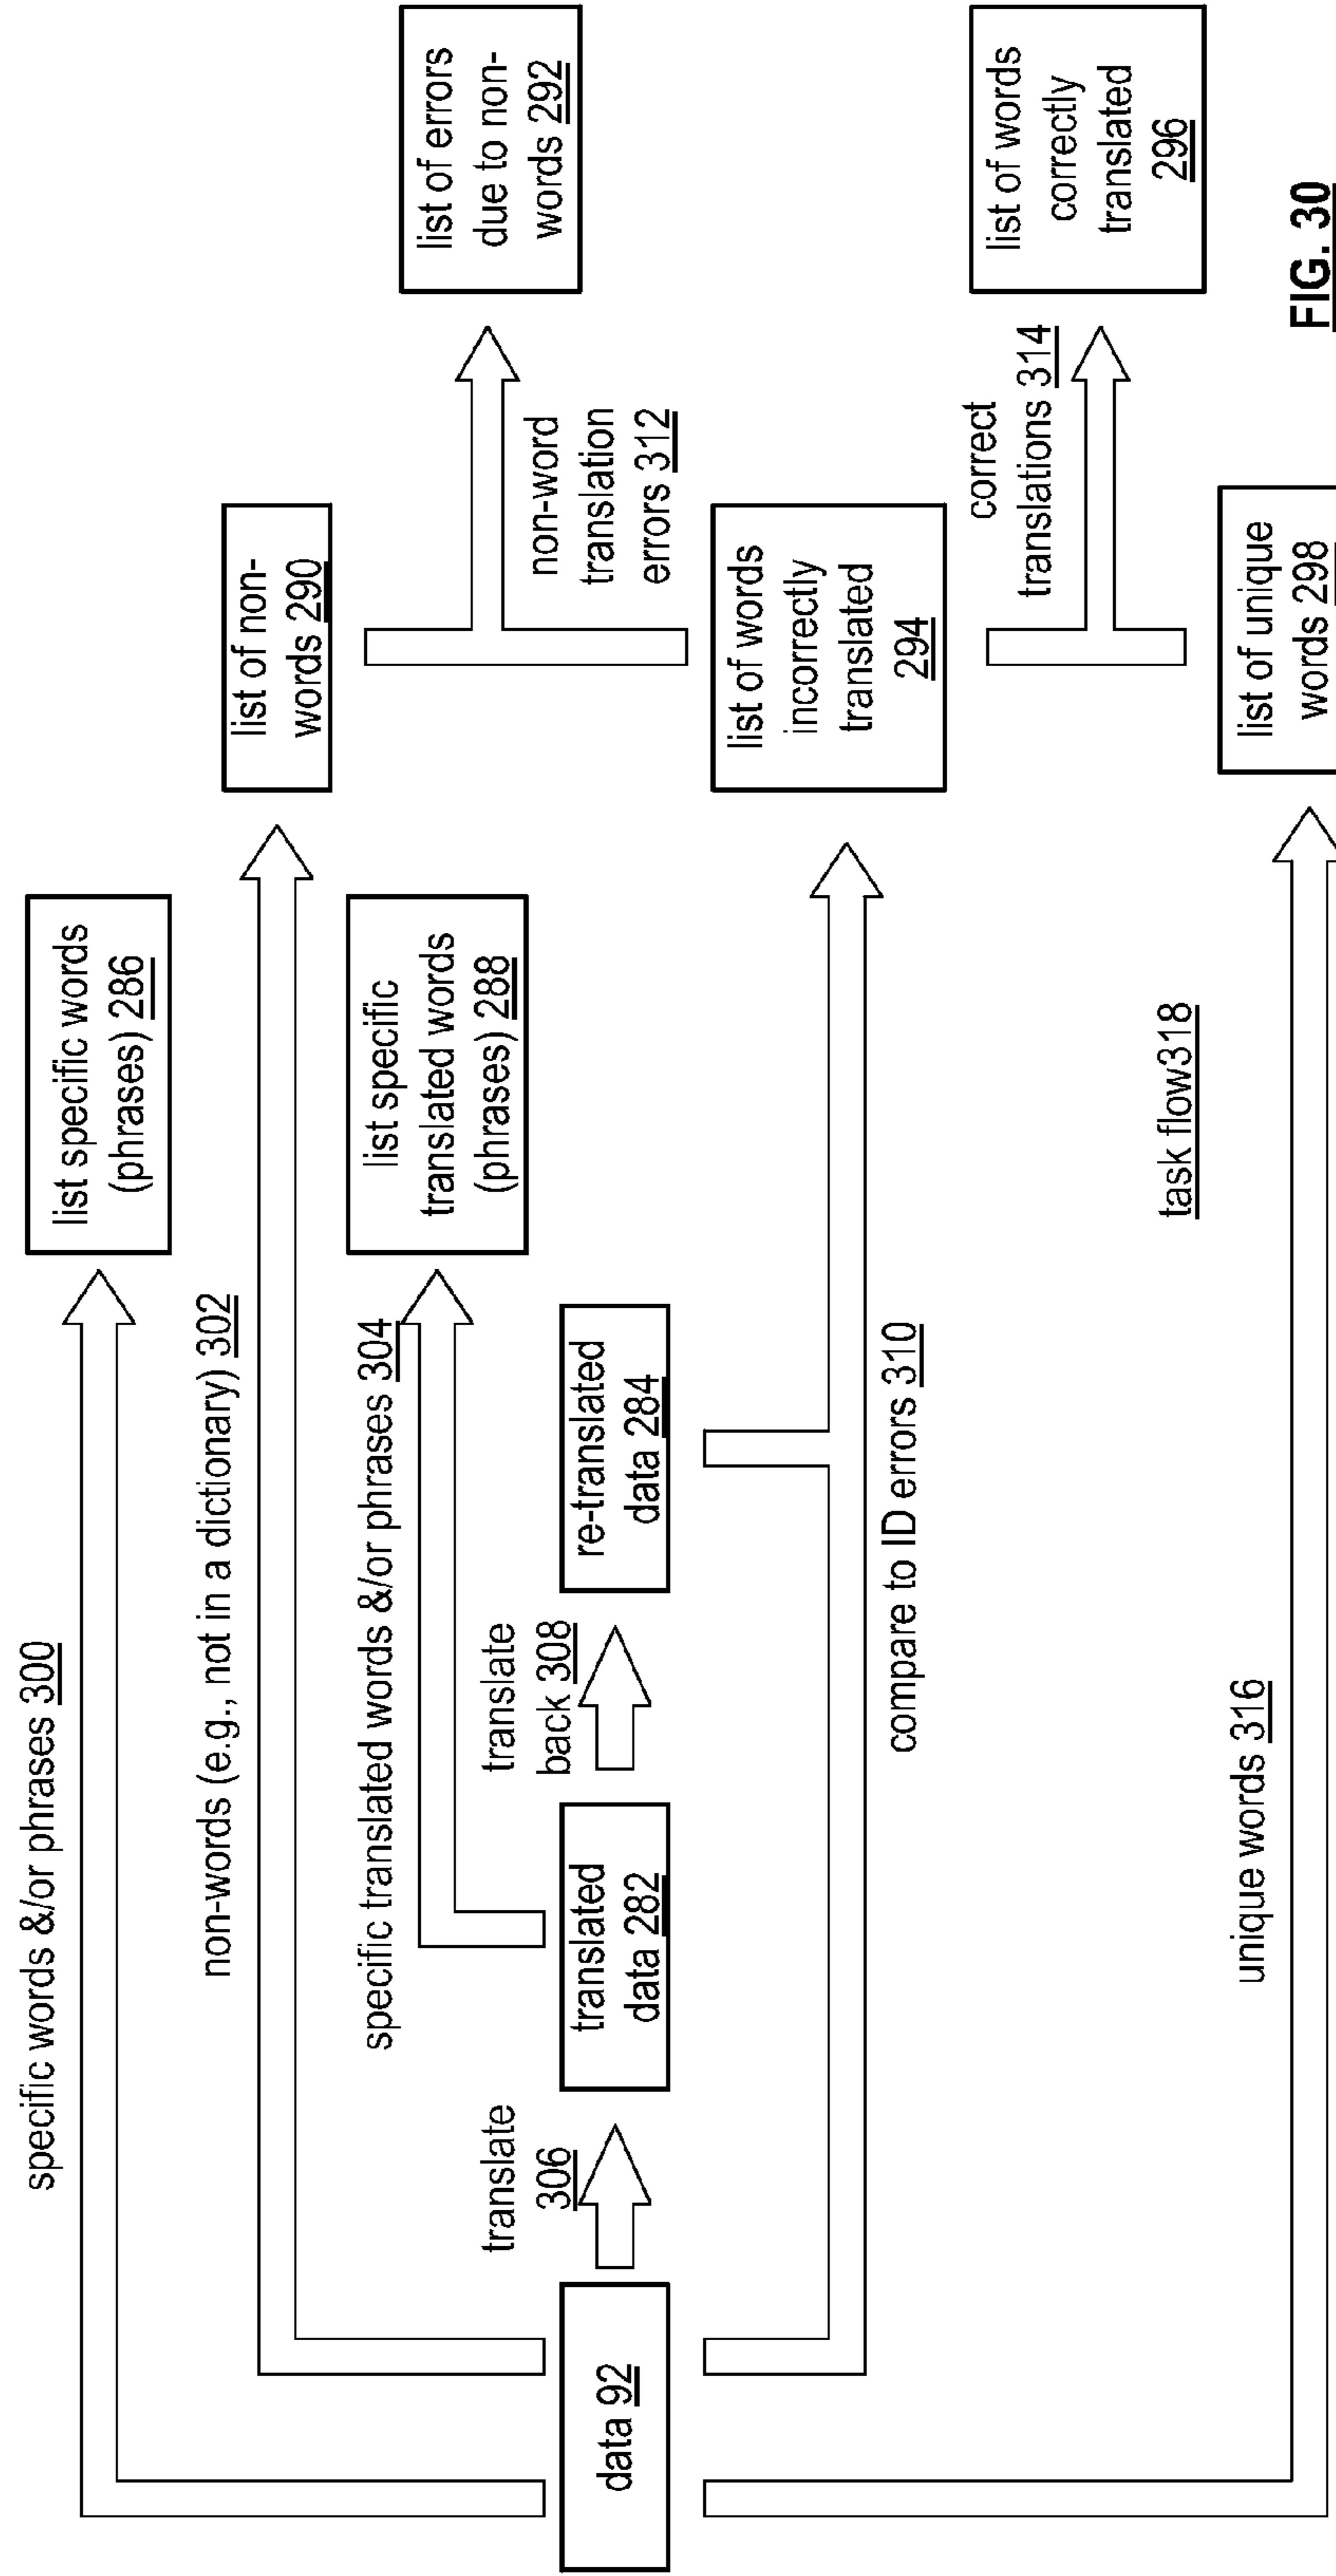 specific words &/or phrases 300
list specific words
(phrases) 286
non-words (e.g., not in a dictionary) 302
list of non-
words 290
list of errors
due to non-
words 292
specific translated words &/or phrases 304
list specific
translated words
(phrases) 288
non-word
translation
errors 312
data 92
translate
306
translated
data 282
translate
back 308
re-translated
data 284
compare to ID errors 310
list of words
incorrectly
translated
294
correct
translations 314
list of words
correctly
translated
296
task flow318
unique words 316
list of unique
words 298
FIG. 30